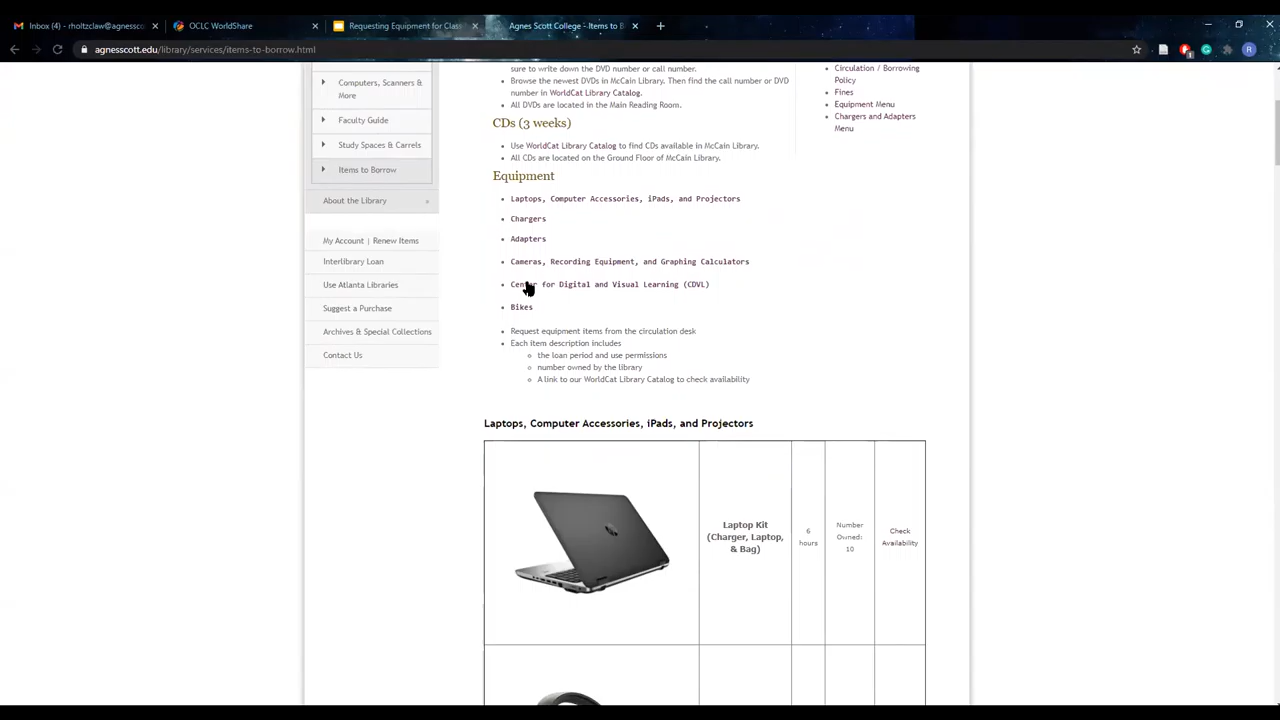 Inbox (4) - rholtzclaw@agnessc
OCLC WorldShare
Requesting Equipment for Class
Agnes Scott College - Items to B
agnesscott.edu/library/services/items-to-borrow.html
R
Computers, Scanners &
More
Faculty Guide
Study Spaces & Carrels
Items to Borrow
About the Library »
My Account | Renew Items
Interlibrary Loan
Use Atlanta Libraries
Suggest a Purchase
Archives & Special Collections
Contact Us
sure to write down the DVD number or call number.
Browse the newest DVDs in McCain Library. Then find the call number or DVD
number in WorldCat Library Catalog.
All DVDs are located in the Main Reading Room.
CDs (3 weeks)
Use WorldCat Library Catalog to find CDs available in McCain Library.
All CDs are located on the Ground Floor of McCain Library.
Equipment
Laptops, Computer Accessories, iPads, and Projectors
Chargers
Adapters
Cameras, Recording Equipment, and Graphing Calculators
Center for Digital and Visual Learning (CDVL)
Bikes
Request equipment items from the circulation desk
Each item description includes
the loan period and use permissions
number owned by the library
A link to our WorldCat Library Catalog to check availability
Circulation / Borrowing
Policy
Fines
Equipment Menu
Chargers and Adapters
Menu
Laptops, Computer Accessories, iPads, and Projectors
Laptop Kit
(Charger, Laptop,
& Bag)
6
hours
Number
Owned:
10
Check
Availability